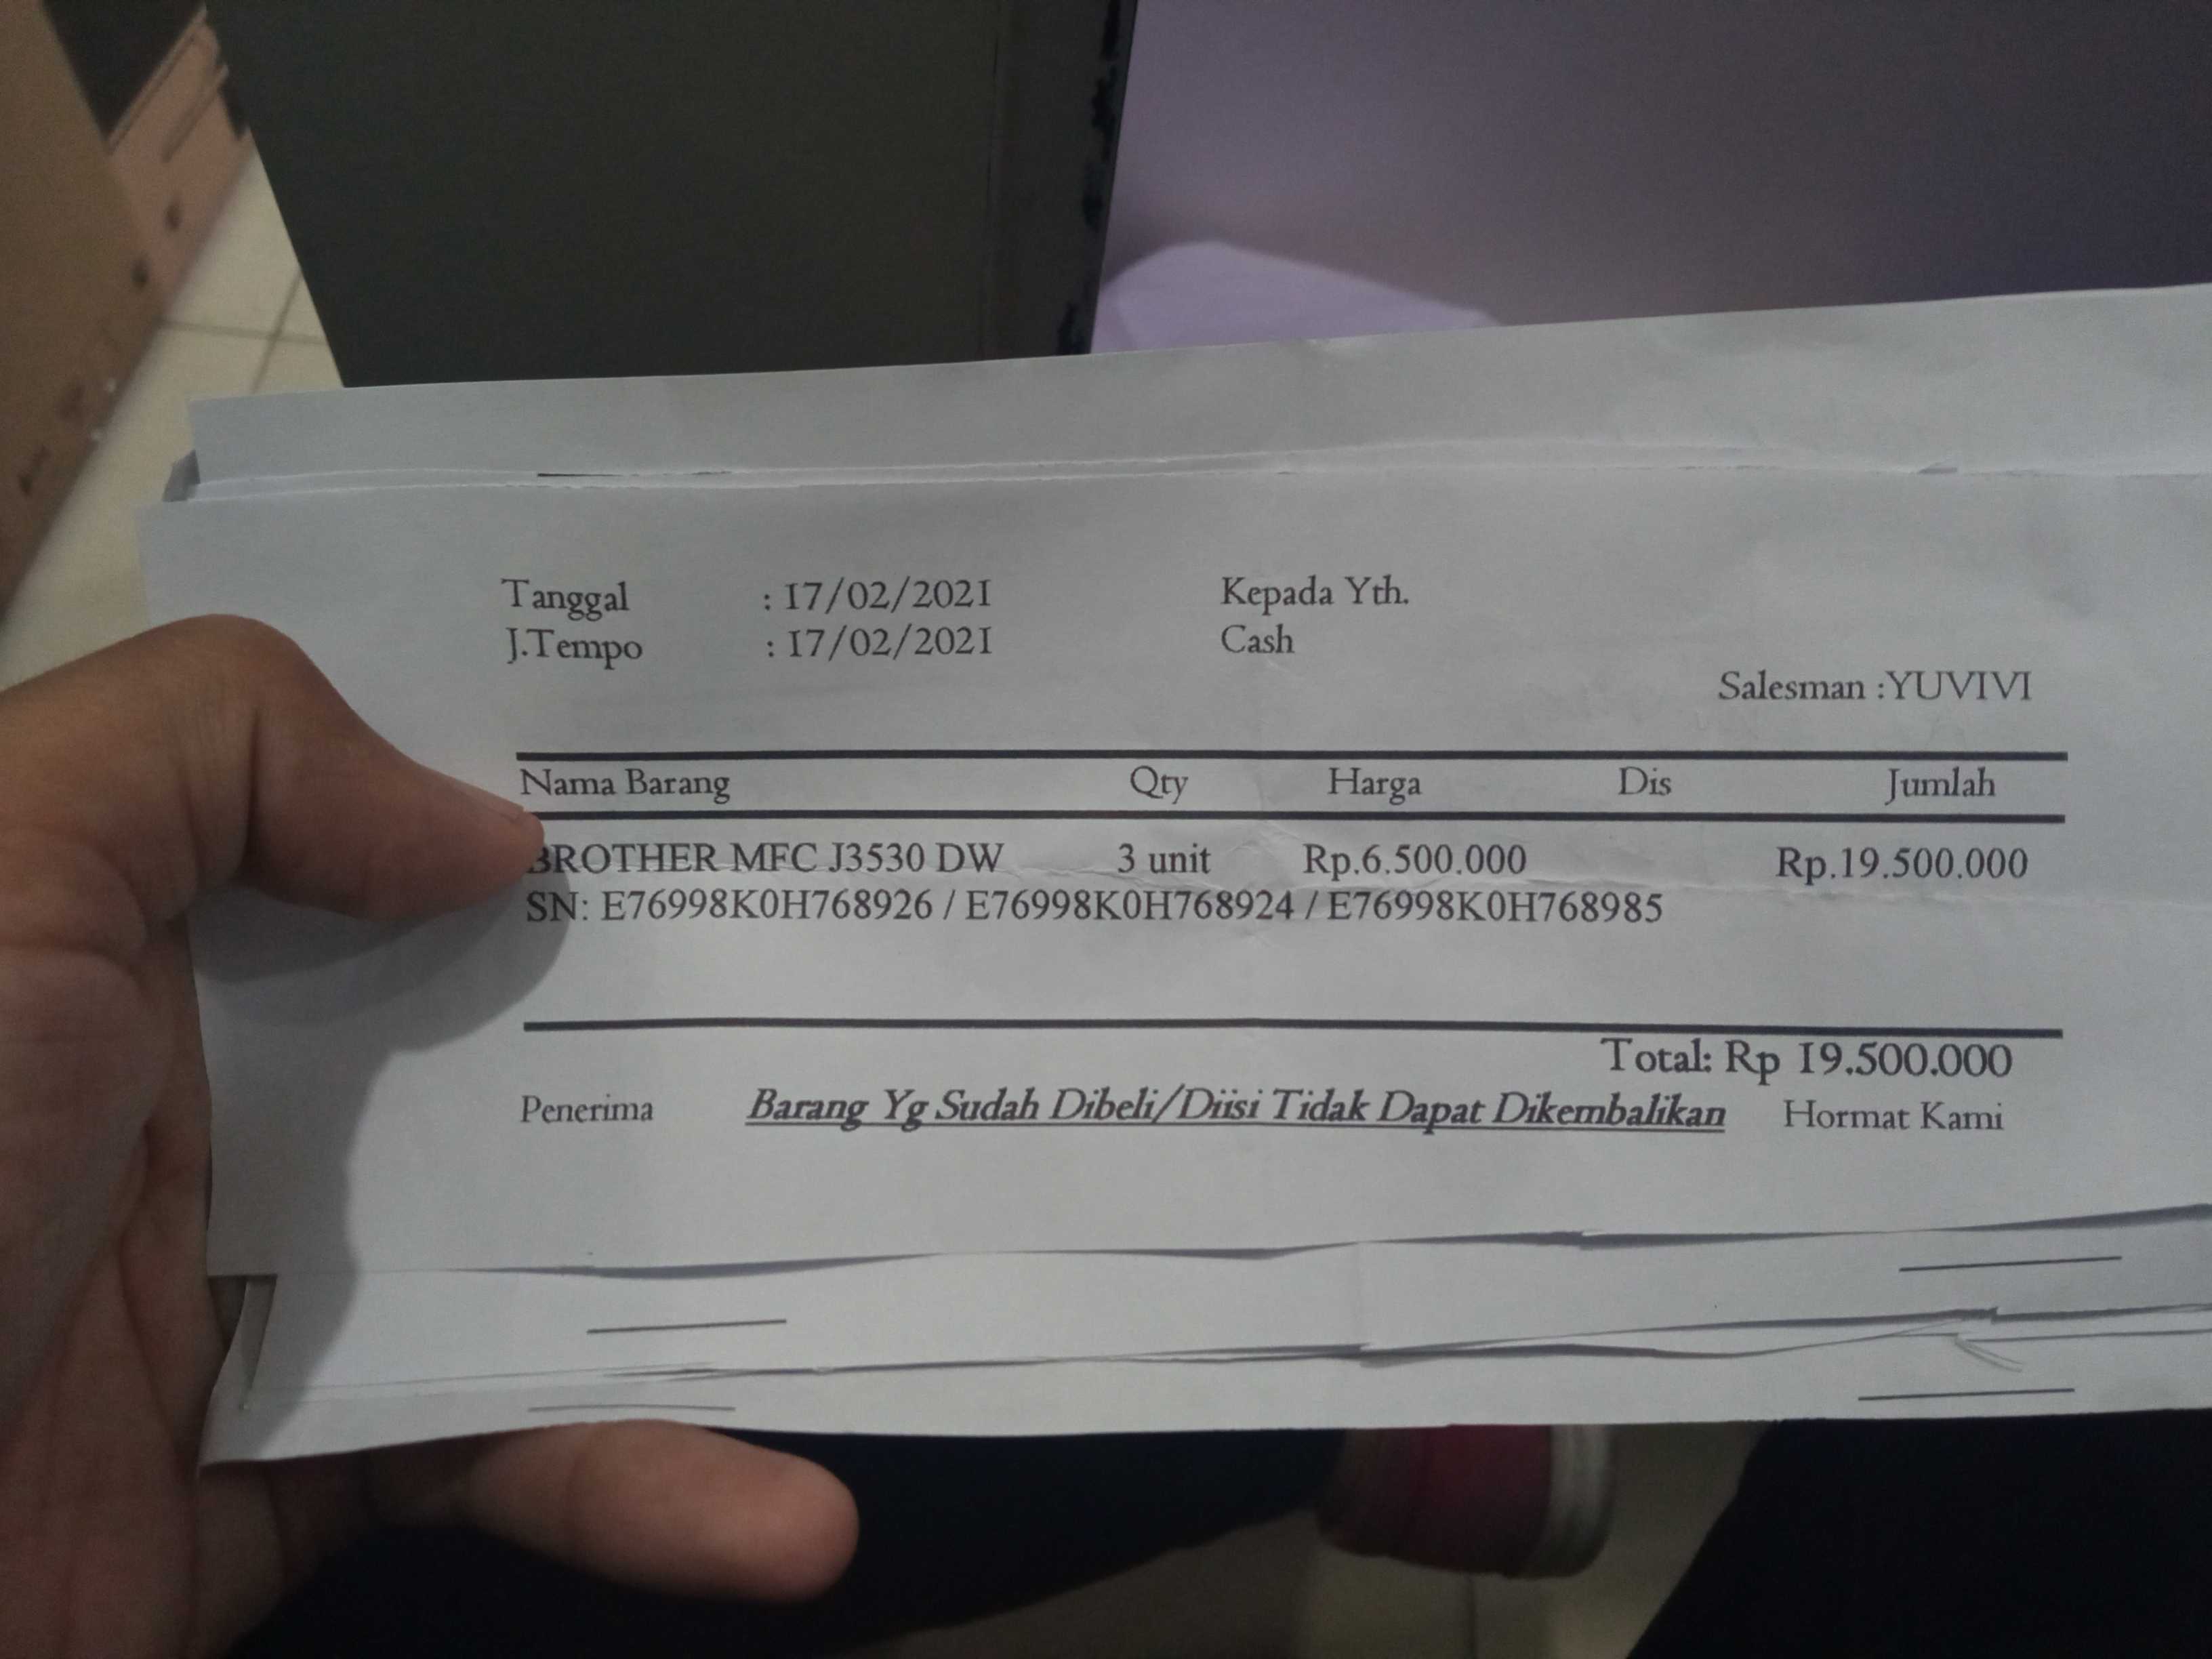 Tanggal : 17/02/2021 Kepada Yth.
J.Tempo : 17/02/2021 Cash
Salesman :YUVIVI
Nama Barang Qty Harga Dis Jumlah
BROTHER MFC J3530 DW 3 unit Rp.6.500.000 Rp.19.500.000
SN: E76998K0H768926 / E76998K0H768924 / E76998K0H768985
Total: Rp 19.500.000
Penerima Barang Yg Sudah Dibeli/Diisi Tidak Dapat Dikembalikan Hormat Kami